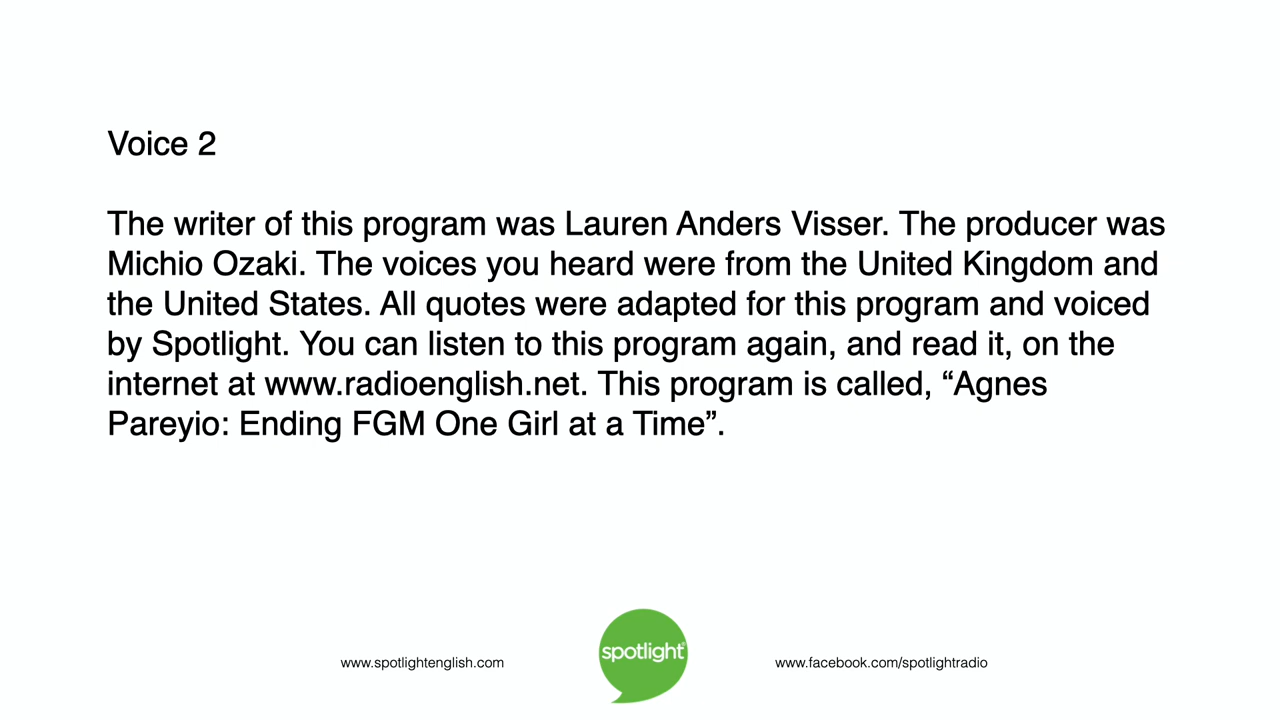 Voice 2
The writer of this program was Lauren Anders Visser. The producer was
Michio Ozaki. The voices you heard were from the United Kingdom and
the United States. All quotes were adapted for this program and voiced
by Spotlight. You can listen to this program again, and read it, on the
internet at www.radioenglish.net. This program is called, “Agnes
Pareyio: Ending FGM One Girl at a Time”.
www.spotlightenglish.com
spotlight®
www.facebook.com/spotlightradio